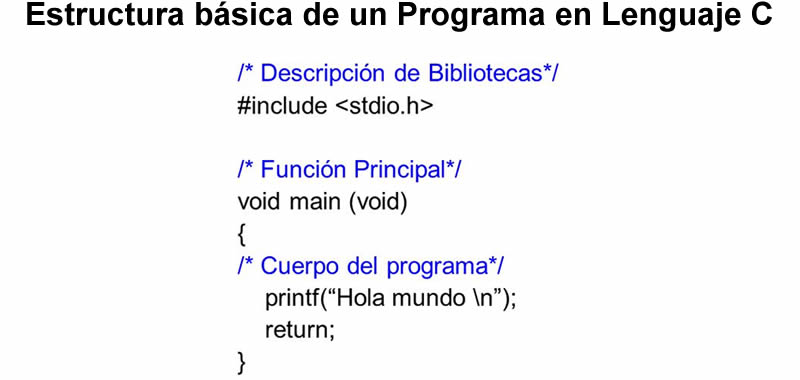 Estructura básica de un Programa en Lenguaje C
/* Descripción de Bibliotecas*/
#include <stdio.h>
/* Función Principal*/
void main (void)
{
/* Cuerpo del programa*/
printf(“Hola mundo \n”);
return;
}